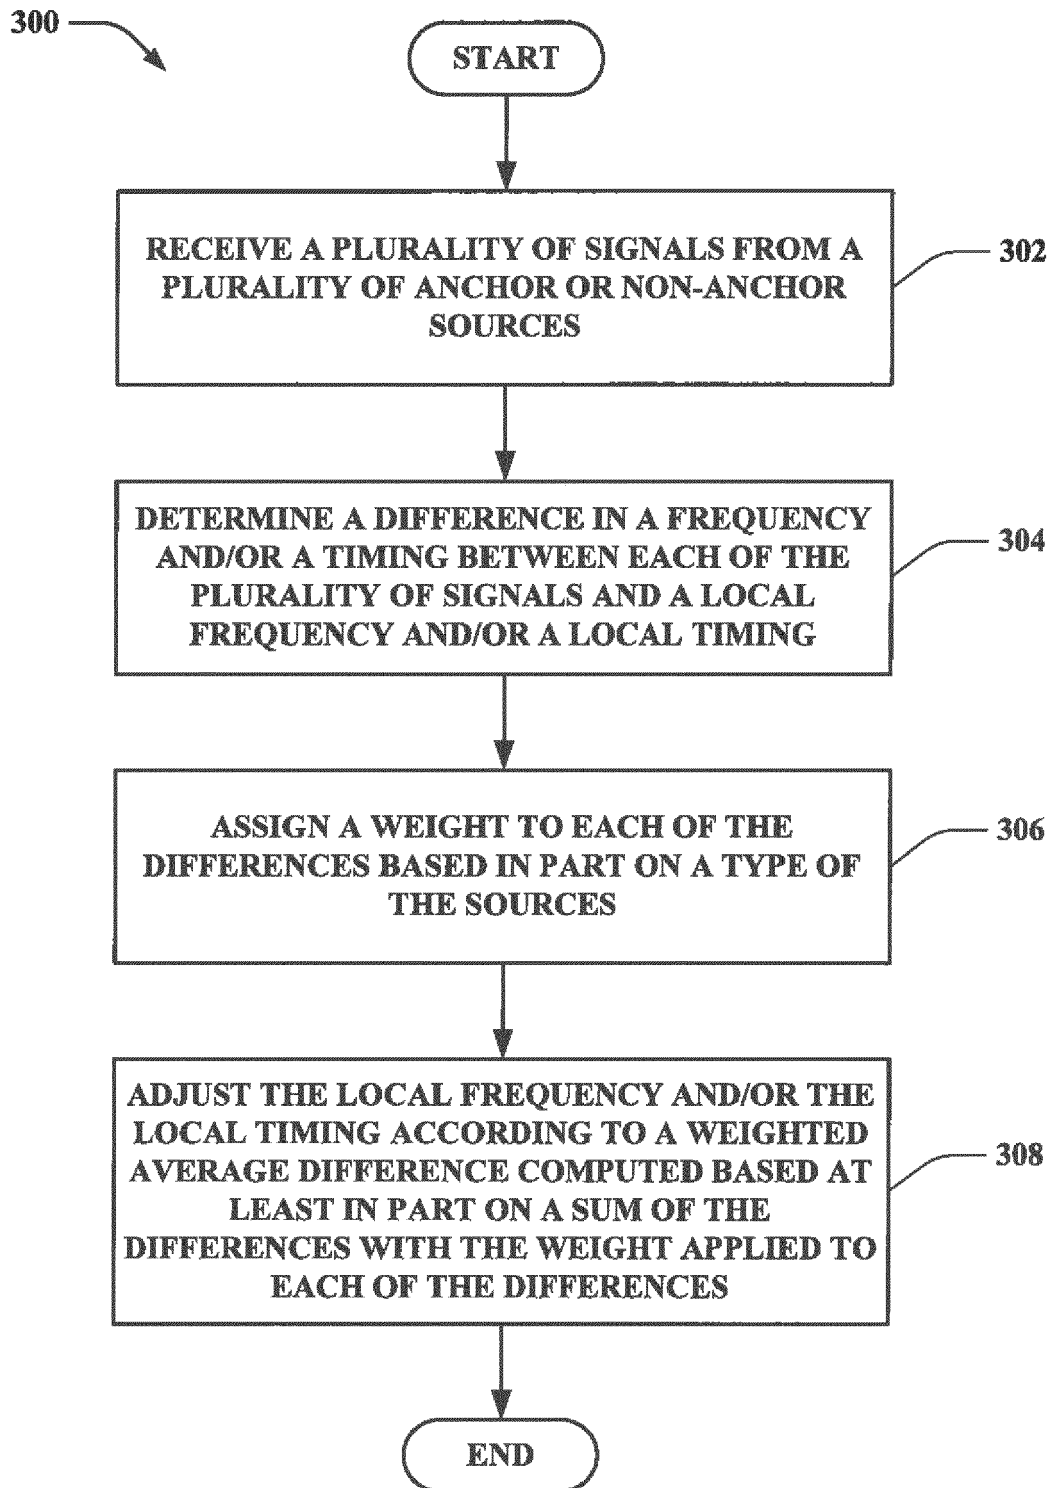 300
START
RECEIVE A PLURALITY OF SIGNALS FROM A
PLURALITY OF ANCHOR OR NON-ANCHOR
SOURCES
302
DETERMINE A DIFFERENCE IN A FREQUENCY
AND/OR A TIMING BETWEEN EACH OF THE
PLURALITY OF SIGNALS AND A LOCAL
FREQUENCY AND/OR A LOCAL TIMING
304
ASSIGN A WEIGHT TO EACH OF THE
DIFFERENCES BASED IN PART ON A TYPE OF
THE SOURCES
306
ADJUST THE LOCAL FREQUENCY AND/OR THE
LOCAL TIMING ACCORDING TO A WEIGHTED
AVERAGE DIFFERENCE COMPUTED BASED AT
LEAST IN PART ON A SUM OF THE
DIFFERENCES WITH THE WEIGHT APPLIED TO
EACH OF THE DIFFERENCES
308
END